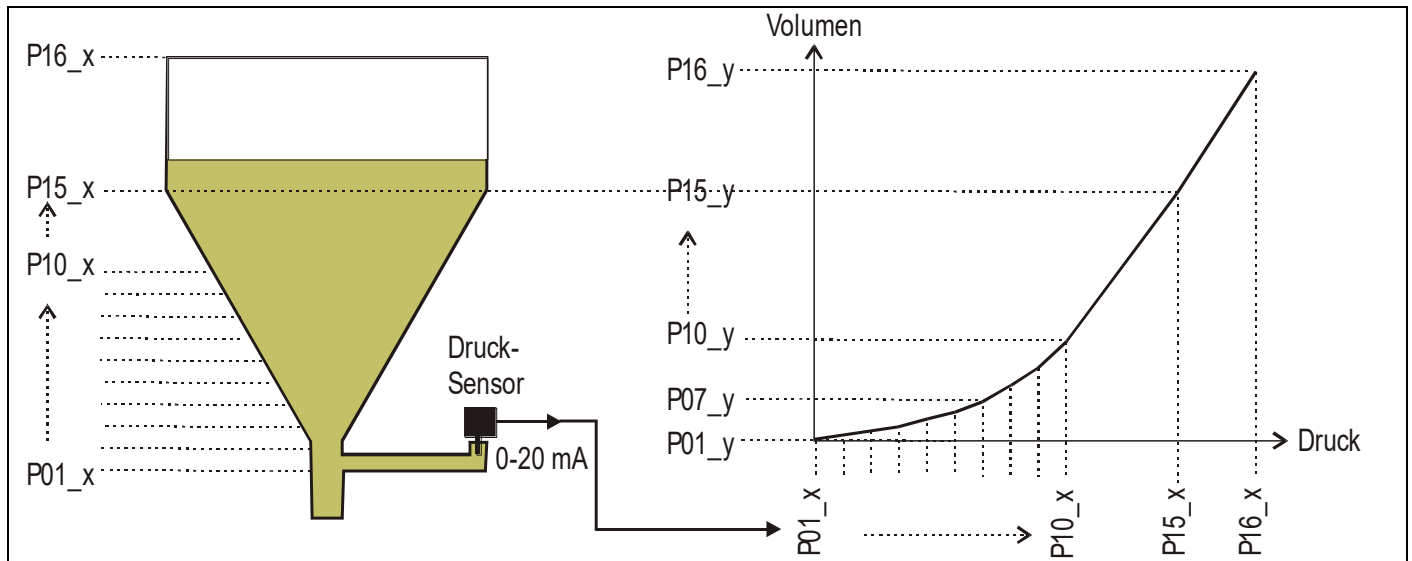 P16_x
P15_x
P10_x
P01_x
Druck-
Sensor
0-20 mA
Volumen
P16_y
P15_y
P10_y
P07_y
P01_y
Druck
P01_x
P10_x
P15_x
P16_x